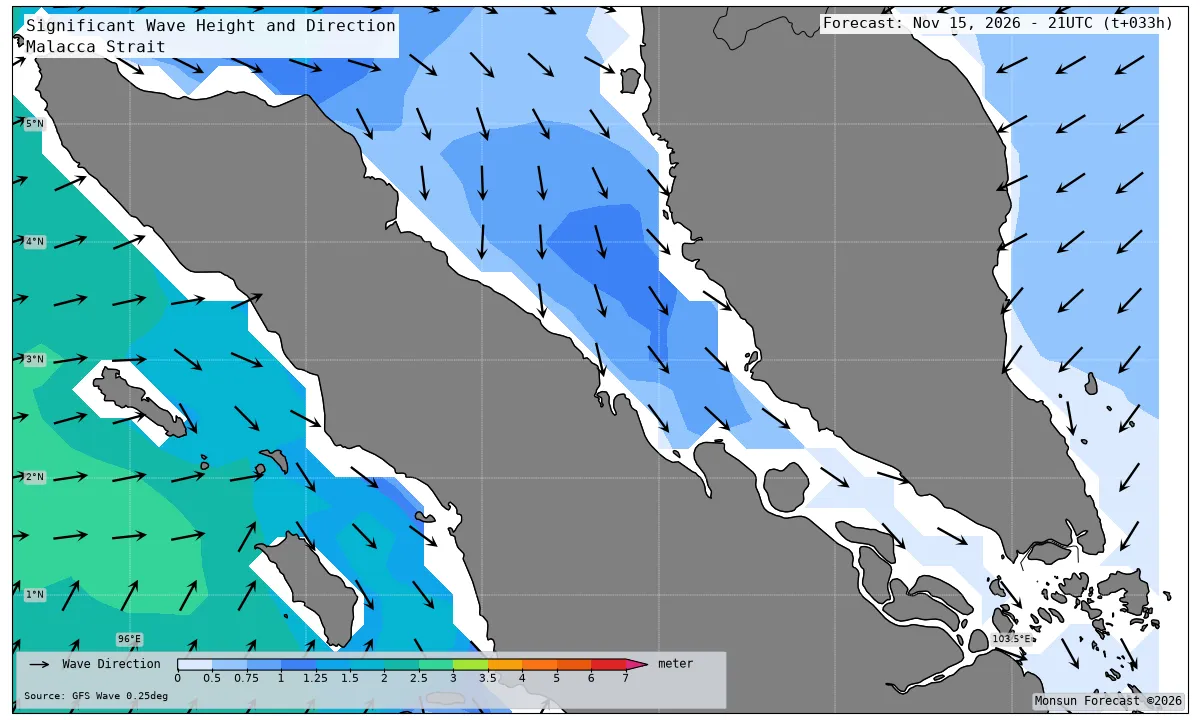 Significant Wave Height and Direction
Malacca Strait
Forecast: Nov 15, 2026 - 21UTC (t+033h)
5°N
4°N
3°N
2°N
1°N
96°E
103.5°E
Wave Direction
meter
0 0.5 0.75 1 1.25 1.5 2 2.5 3 3.5 4 5 6 7
Source: GFS Wave 0.25deg
Monsun Forecast ©2026